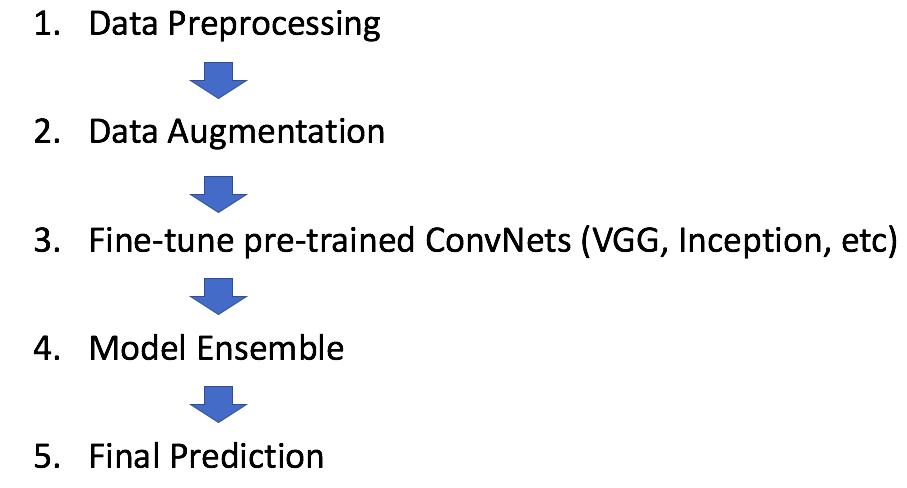 1. Data Preprocessing
2. Data Augmentation
3. Fine-tune pre-trained ConvNets (VGG, Inception, etc)
4. Model Ensemble
5. Final Prediction